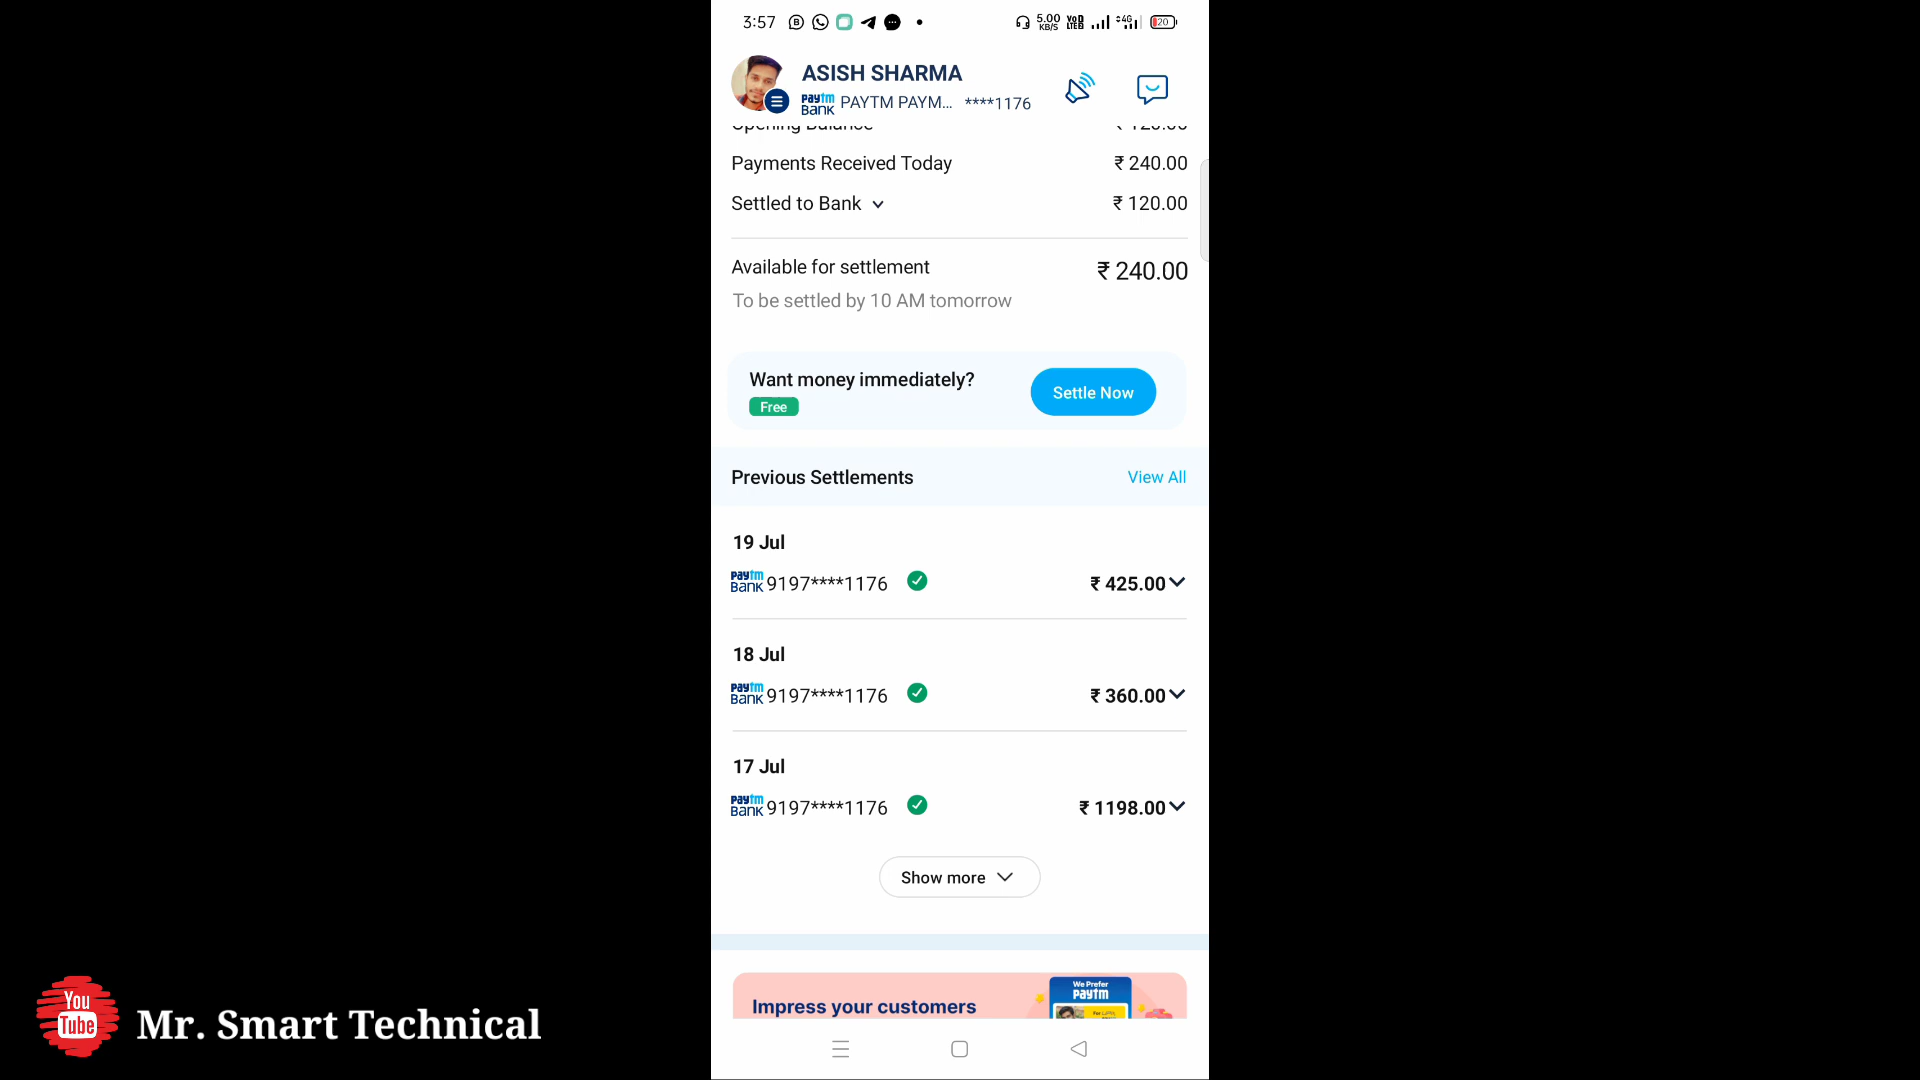 3:57
5.00 KB/S VoD LTE 4G 20
ASISH SHARMA
paytm Bank PAYTM PAYM... ****1176
Opening Balance ₹ 120.00
Payments Received Today ₹ 240.00
Settled to Bank ₹ 120.00
Available for settlement ₹ 240.00
To be settled by 10 AM tomorrow
Want money immediately?
Free
Settle Now
Previous Settlements View All
19 Jul
paytm Bank 9197****1176 ₹ 425.00
18 Jul
paytm Bank 9197****1176 ₹ 360.00
17 Jul
paytm Bank 9197****1176 ₹ 1198.00
Show more
Impress your customers
We Prefer
paytm
You
Tube
Mr. Smart Technical